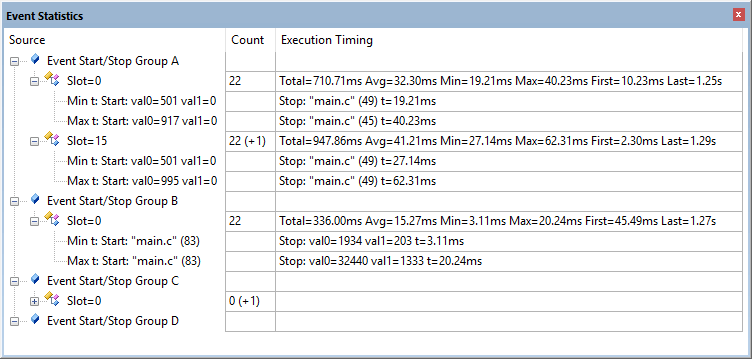 Event Statistics
Source Count Execution Timing
Event Start/Stop Group A
Slot=0 22 Total=710.71ms Avg=32.30ms Min=19.21ms Max=40.23ms First=10.23ms Last=1.25s
Min t: Start: val0=501 val1=0 Stop: "main.c" (49) t=19.21ms
Max t: Start: val0=917 val1=0 Stop: "main.c" (45) t=40.23ms
Slot=15 22 (+1) Total=947.86ms Avg=41.21ms Min=27.14ms Max=62.31ms First=2.30ms Last=1.29s
Min t: Start: val0=501 val1=0 Stop: "main.c" (49) t=27.14ms
Max t: Start: val0=995 val1=0 Stop: "main.c" (49) t=62.31ms
Event Start/Stop Group B
Slot=0 22 Total=336.00ms Avg=15.27ms Min=3.11ms Max=20.24ms First=45.49ms Last=1.27s
Min t: Start: "main.c" (83) Stop: val0=1934 val1=203 t=3.11ms
Max t: Start: "main.c" (83) Stop: val0=32440 val1=1333 t=20.24ms
Event Start/Stop Group C
Slot=0 0 (+1)
Event Start/Stop Group D